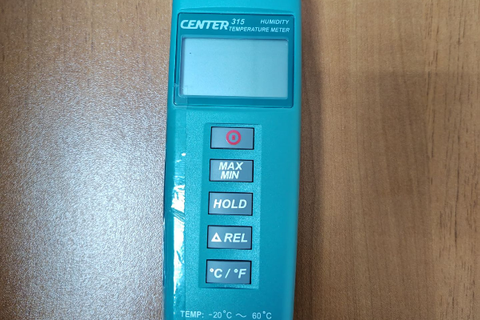 CENTER 315 HUMIDITY
TEMPERATURE METER
MAX
MIN
HOLD
△ REL
°C / °F
TEMP: -20°C ~ 60°C